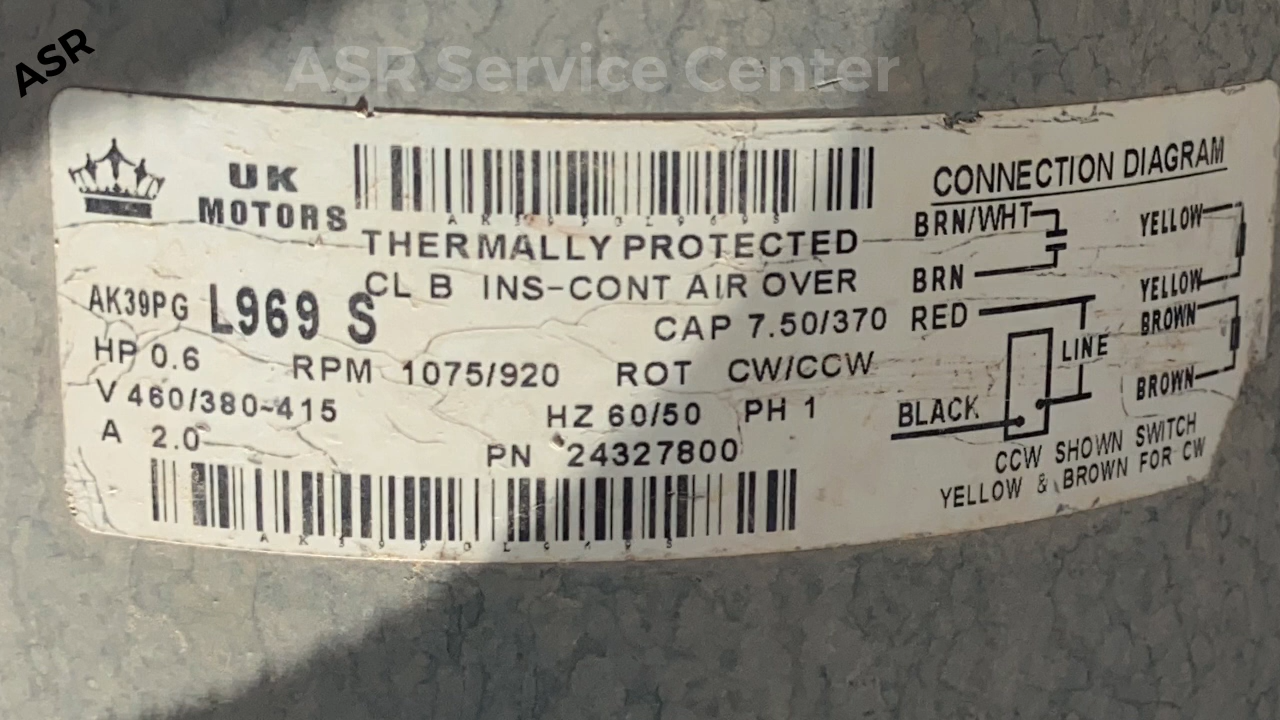 ASR
ASR Service Center
UK
MOTORS
THERMALLY PROTECTED
CL B INS-CONT AIR OVER
AK39PG L969 S
CAP 7.50/370
HP 0.6 RPM 1075/920 ROT CW/CCW
V 460/380-415 HZ 60/50 PH 1
A 2.0 PN 24327800
CONNECTION DIAGRAM
BRN/WHT YELLOW
BRN YELLOW
RED BROWN
LINE
BLACK BROWN
CCW SHOWN SWITCH
YELLOW & BROWN FOR CW